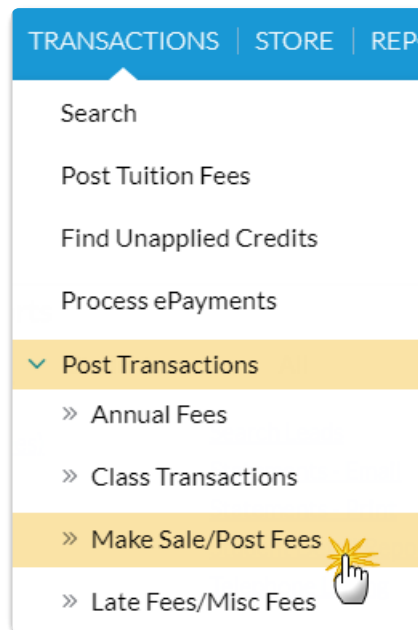 TRANSACTIONS | STORE | REP
Search
Post Tuition Fees
Find Unapplied Credits
Process ePayments
Post Transactions
» Annual Fees
» Class Transactions
» Make Sale/Post Fees
» Late Fees/Misc Fees